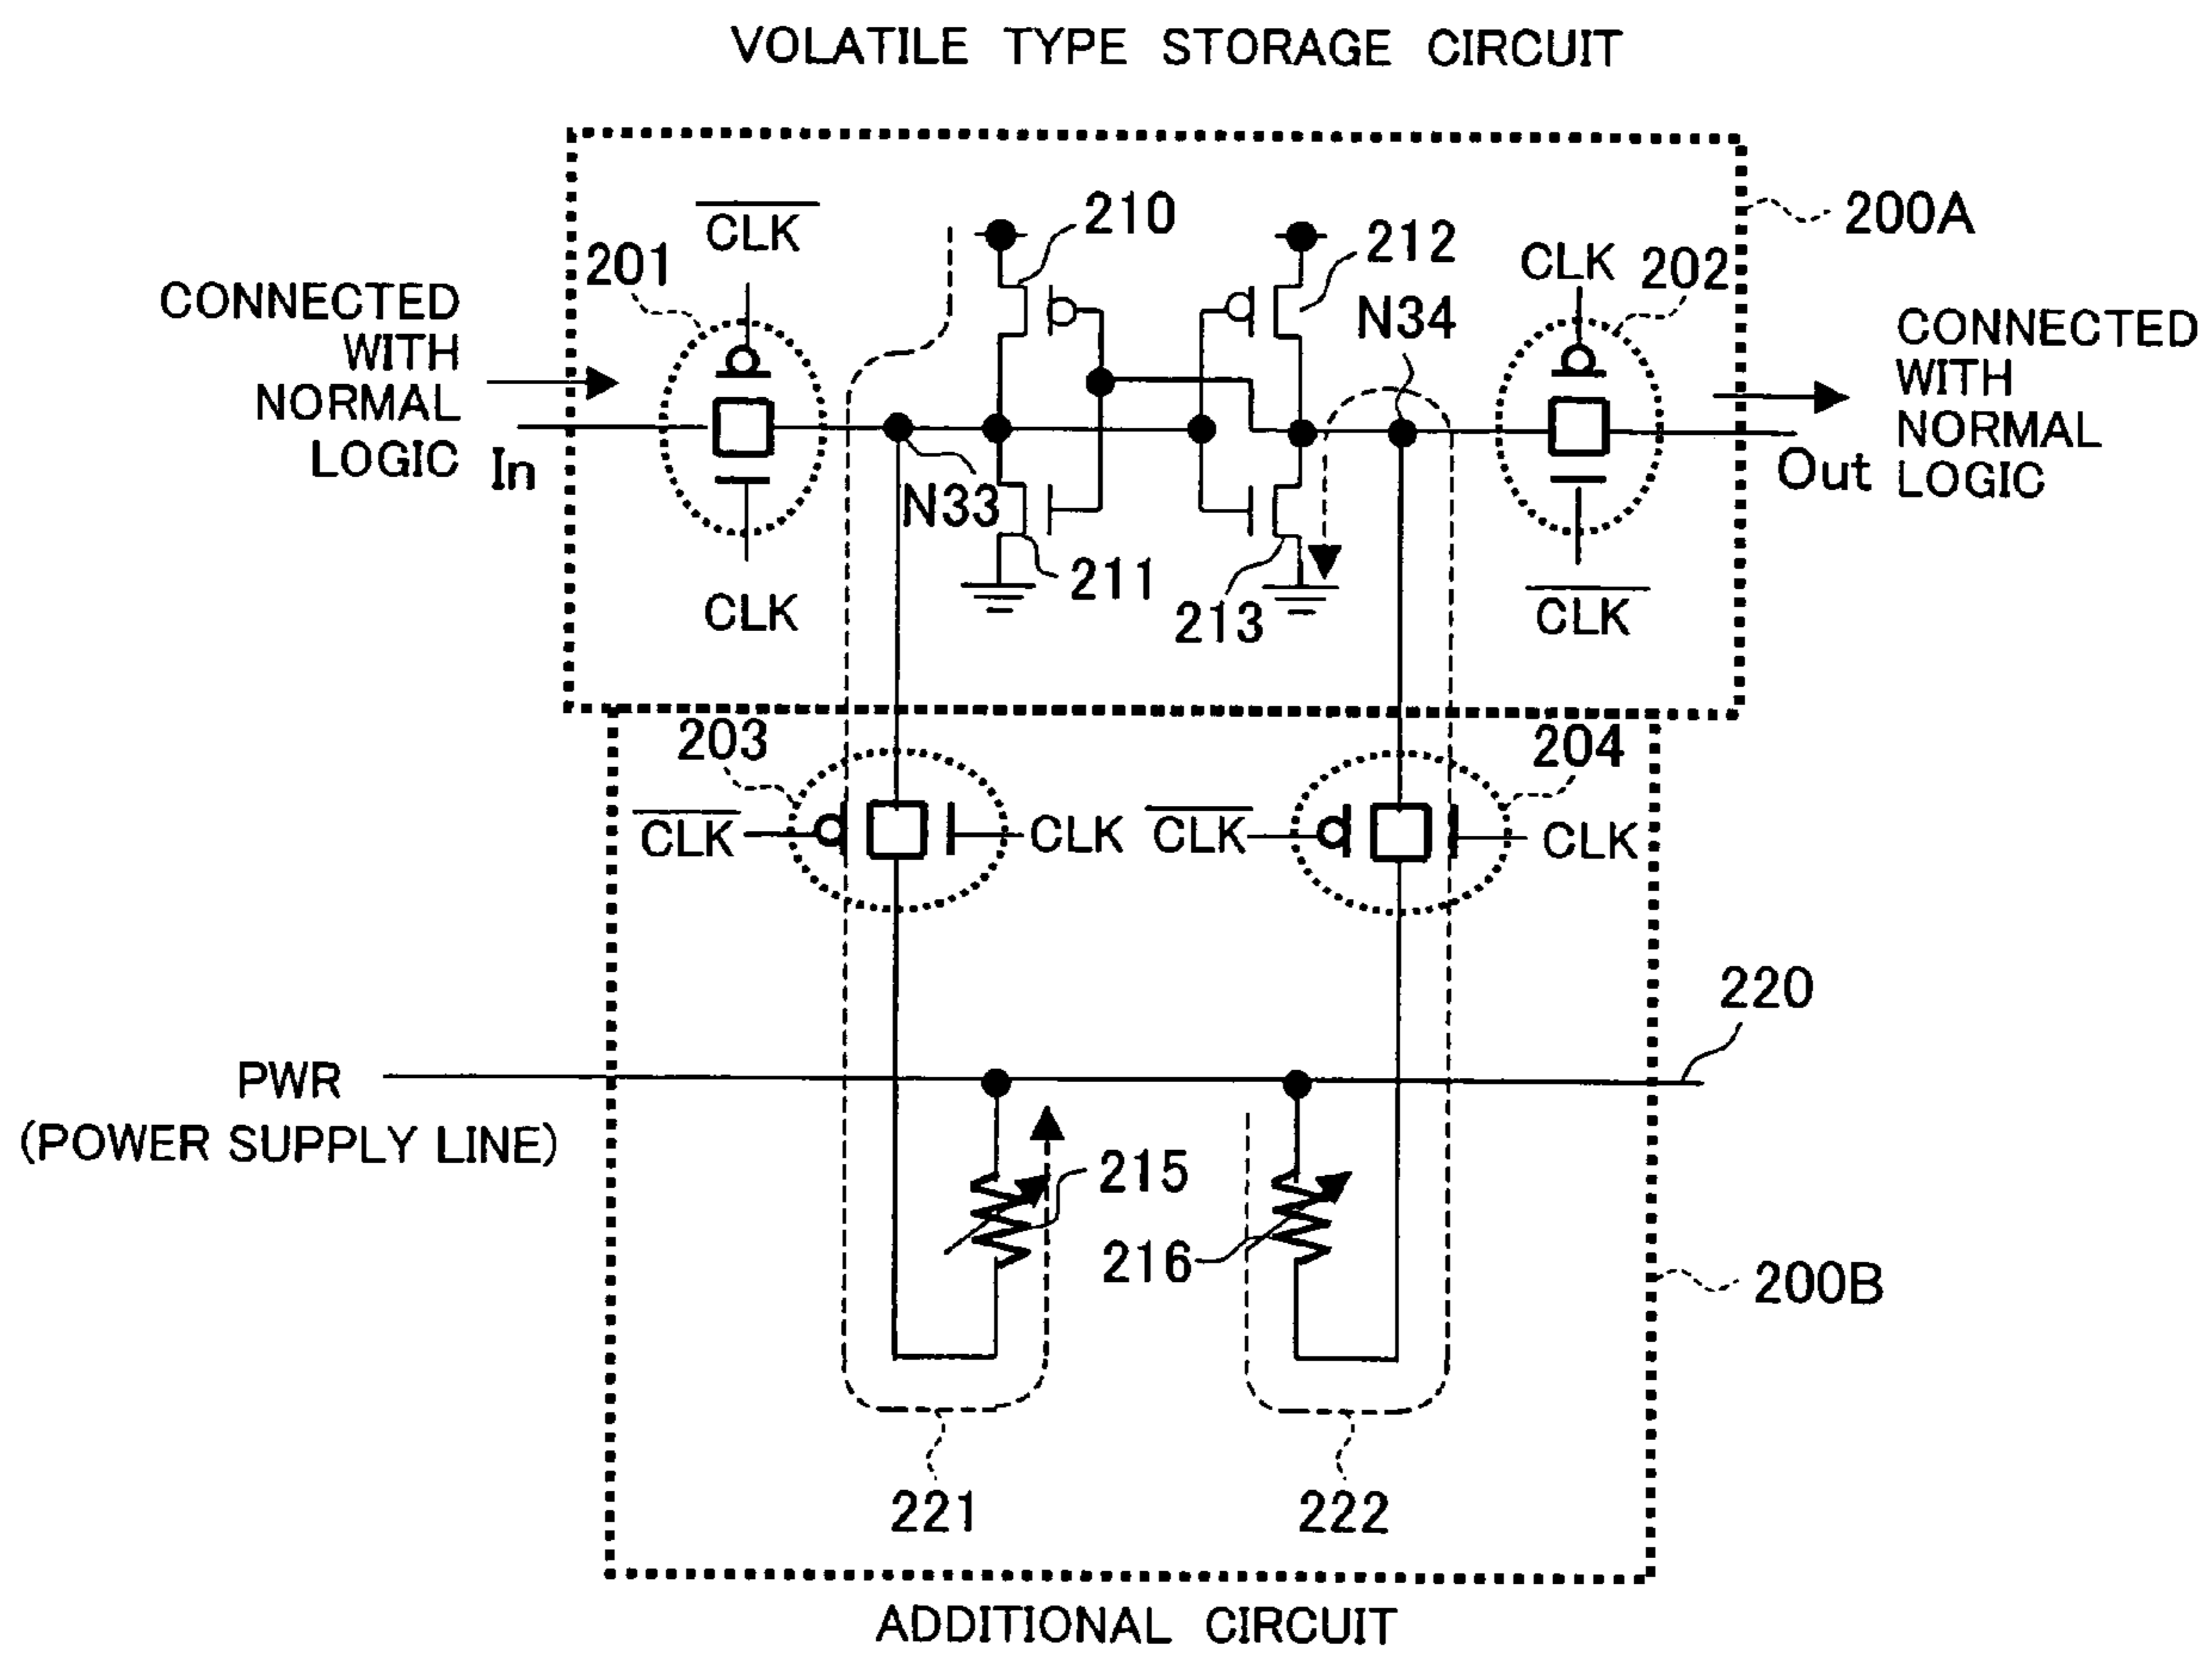 VOLATILE TYPE STORAGE CIRCUIT
CLK
201
210
212
CLK
202
200A
CONNECTED
WITH
NORMAL
LOGIC
In
N34
CONNECTED
WITH
NORMAL
LOGIC
Out
N33
211
213
CLK
CLK
203
204
CLK
CLK
CLK
CLK
220
PWR
(POWER SUPPLY LINE)
215
216
200B
221
222
ADDITIONAL CIRCUIT